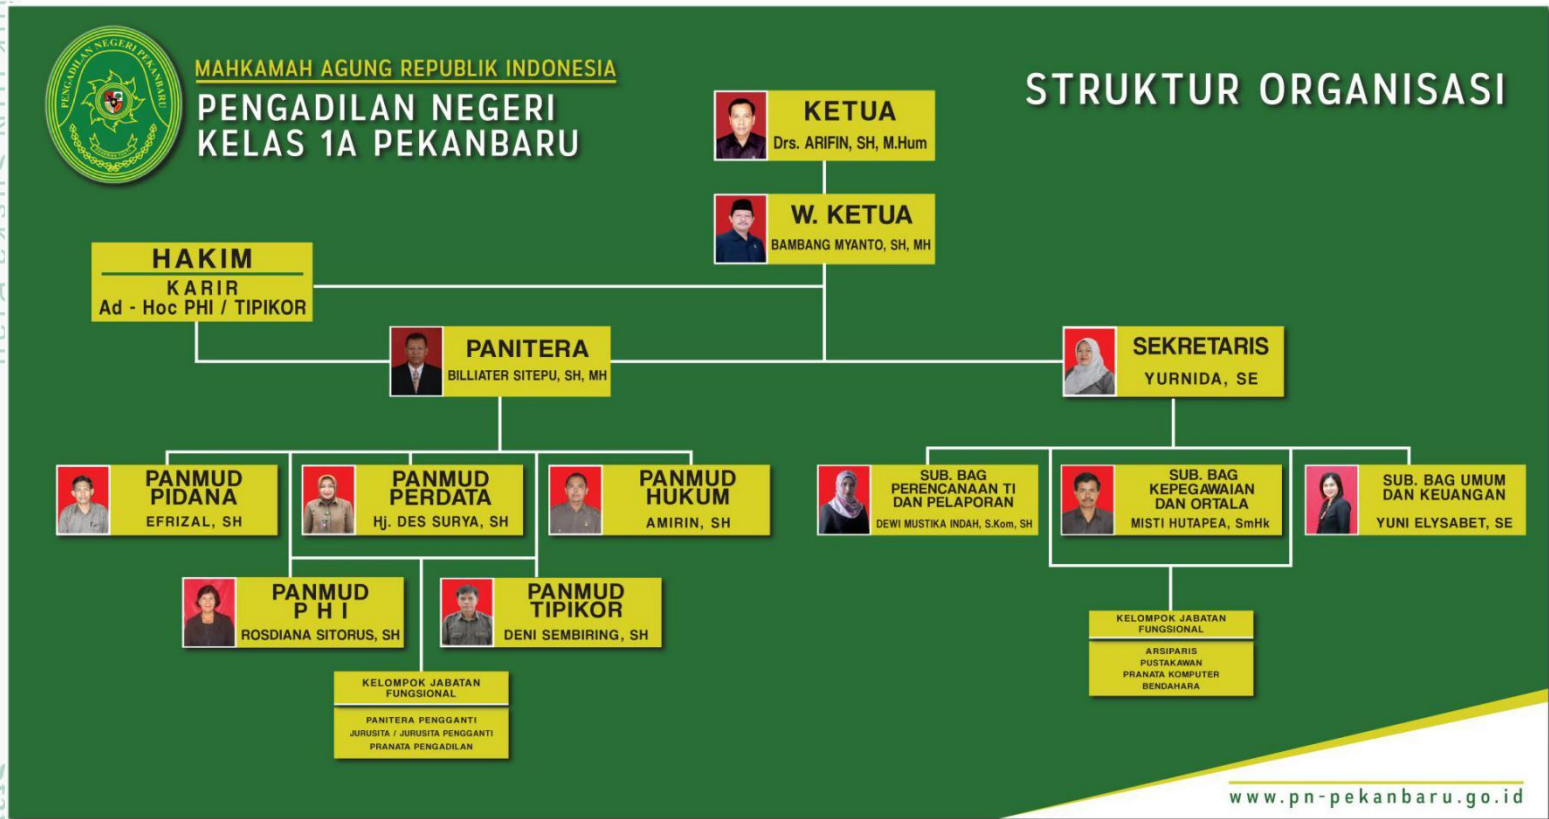 PENGADILAN NEGERI PEKANBARU
MAHKAMAH AGUNG REPUBLIK INDONESIA
PENGADILAN NEGERI
KELAS 1A PEKANBARU
STRUKTUR ORGANISASI
KETUA
Drs. ARIFIN, SH, M.Hum
W. KETUA
BAMBANG MYANTO, SH, MH
HAKIM
KARIR
Ad - Hoc PHI / TIPIKOR
PANITERA
BILLIATER SITEPU, SH, MH
SEKRETARIS
YURNIDA, SE
PANMUD
PIDANA
EFRIZAL, SH
PANMUD
PERDATA
Hj. DES SURYA, SH
PANMUD
HUKUM
AMIRIN, SH
SUB. BAG
PERENCANAAN TI
DAN PELAPORAN
DEWI MUSTIKA INDAH, S.Kom, SH
SUB. BAG
KEPEGAWAIAN
DAN ORTALA
MISTI HUTAPEA, SmHk
SUB. BAG UMUM
DAN KEUANGAN
YUNI ELYSABET, SE
PANMUD
P H I
ROSDIANA SITORUS, SH
PANMUD
TIPIKOR
DENI SEMBIRING, SH
KELOMPOK JABATAN
FUNGSIONAL
PANITERA PENGGANTI
JURUSITA / JURUSITA PENGGANTI
PRANATA PENGADILAN
KELOMPOK JABATAN
FUNGSIONAL
ARSIPARIS
PUSTAKAWAN
PRANATA KOMPUTER
BENDAHARA
www.pn-pekanbaru.go.id